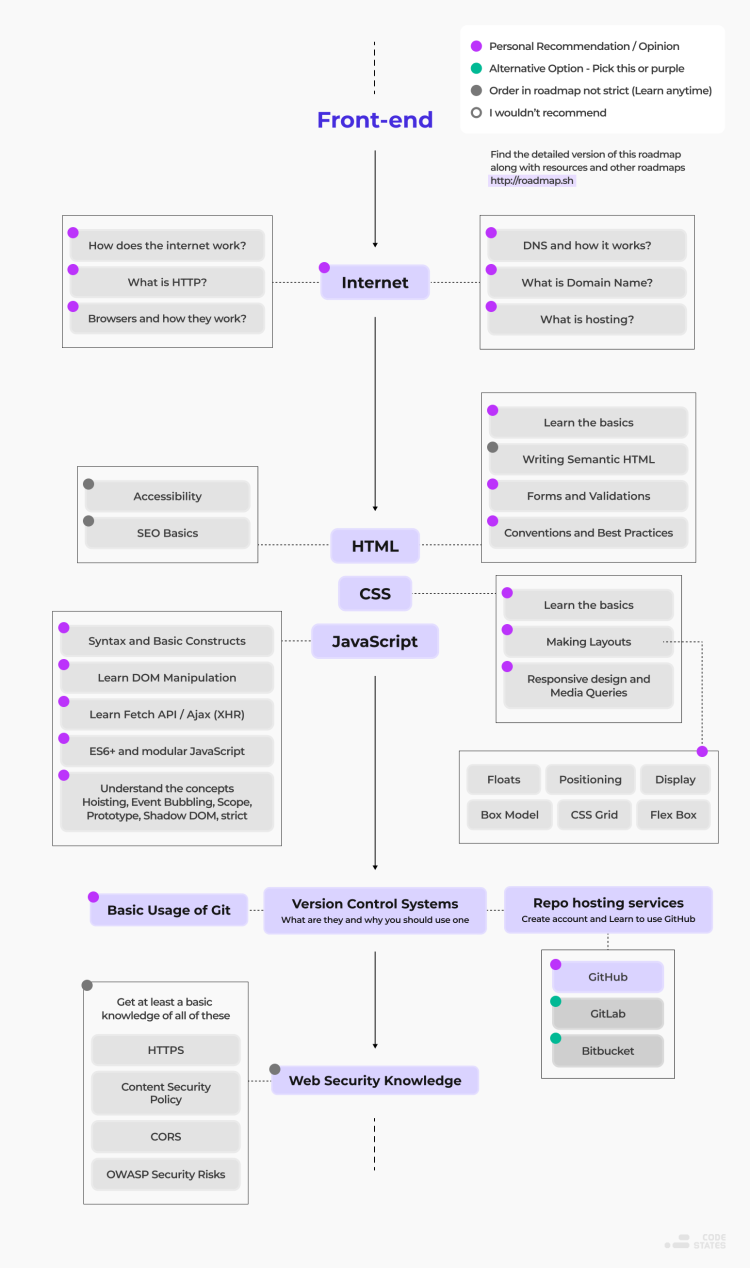 Personal Recommendation / Opinion
Alternative Option - Pick this or purple
Order in roadmap not strict (Learn anytime)
I wouldn't recommend
Front-end
Find the detailed version of this roadmap
along with resources and other roadmaps
http://roadmap.sh
How does the internet work?
What is HTTP?
Browsers and how they work?
Internet
DNS and how it works?
What is Domain Name?
What is hosting?
Learn the basics
Writing Semantic HTML
Forms and Validations
Conventions and Best Practices
Accessibility
SEO Basics
HTML
CSS
JavaScript
Learn the basics
Making Layouts
Responsive design and
Media Queries
Syntax and Basic Constructs
Learn DOM Manipulation
Learn Fetch API / Ajax (XHR)
ES6+ and modular JavaScript
Understand the concepts
Hoisting, Event Bubbling, Scope,
Prototype, Shadow DOM, strict
Floats
Positioning
Display
Box Model
CSS Grid
Flex Box
Basic Usage of Git
Version Control Systems
What are they and why you should use one
Repo hosting services
Create account and Learn to use GitHub
GitHub
GitLab
Bitbucket
Get at least a basic
knowledge of all of these
HTTPS
Content Security
Policy
CORS
OWASP Security Risks
Web Security Knowledge
CODE
STATES